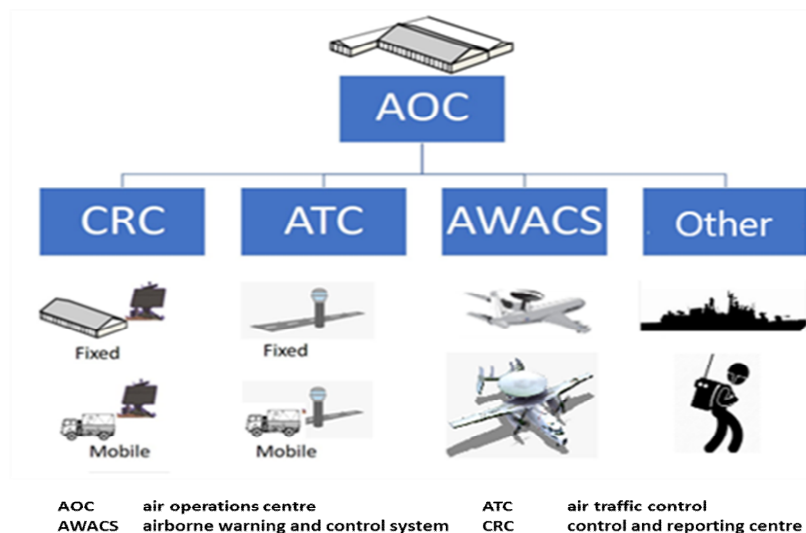 AOC
CRC ATC AWACS Other
Fixed Fixed
Mobile Mobile
AOC air operations centre ATC air traffic control
AWACS airborne warning and control system CRC control and reporting centre